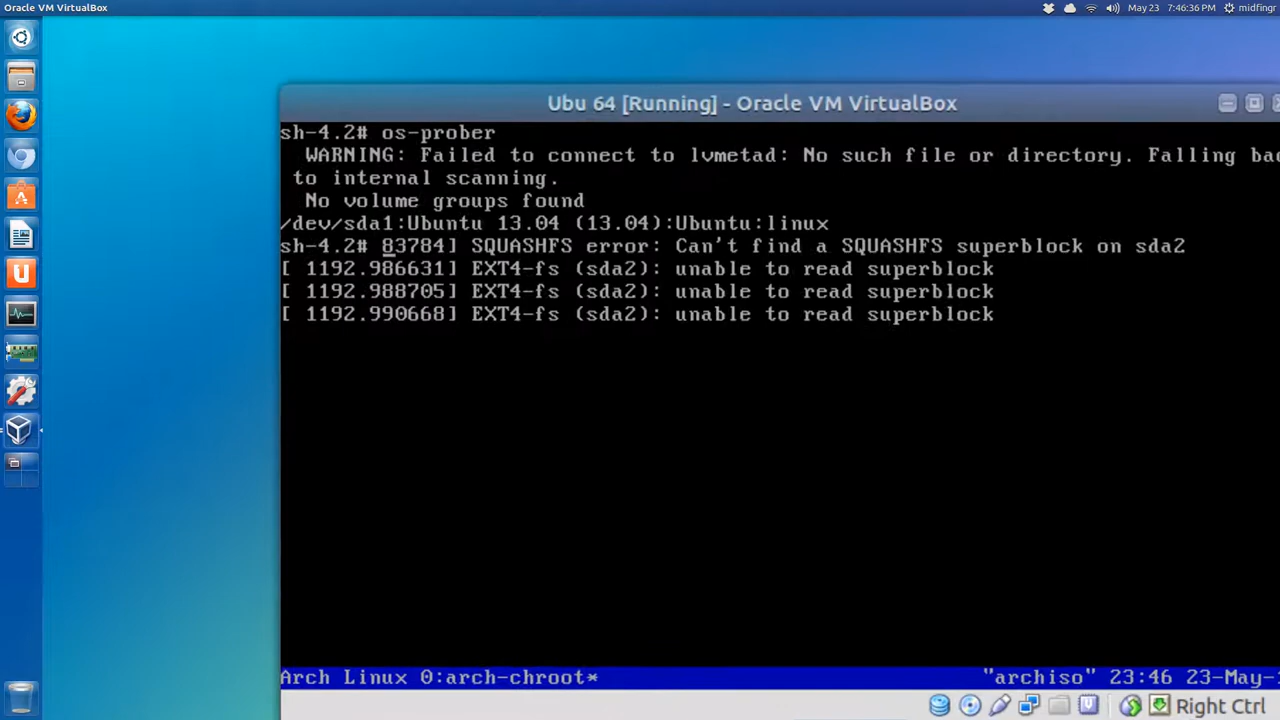 Oracle VM VirtualBox
May 23 7:46:36 PM midfingr
Ubu 64 [Running] - Oracle VM VirtualBox
sh-4.2# os-prober
WARNING: Failed to connect to lvmetad: No such file or directory. Falling
to internal scanning.
No volume groups found
/dev/sda1:Ubuntu 13.04 (13.04):Ubuntu:linux
sh-4.2# 83784] SQUASHFS error: Can't find a SQUASHFS superblock on sda2
[ 1192.986631] EXT4-fs (sda2): unable to read superblock
[ 1192.988705] EXT4-fs (sda2): unable to read superblock
[ 1192.990668] EXT4-fs (sda2): unable to read superblock
Arch Linux 0:arch-chroot* "archiso" 23:46 23-May-
Right Ctrl